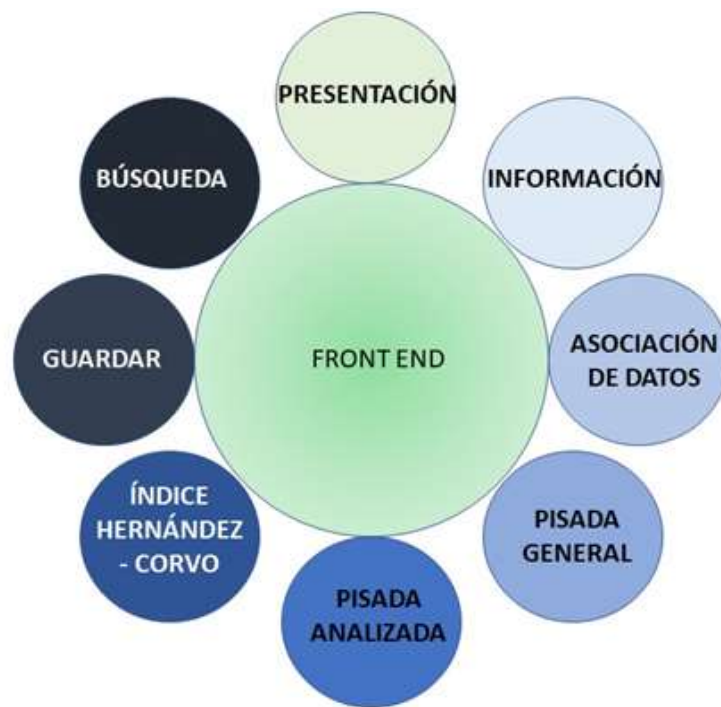 PRESENTACIÓN
INFORMACIÓN
ASOCIACIÓN
DE DATOS
PISADA
GENERAL
PISADA
ANALIZADA
ÍNDICE
HERNÁNDEZ
- CORVO
GUARDAR
BÚSQUEDA
FRONT END